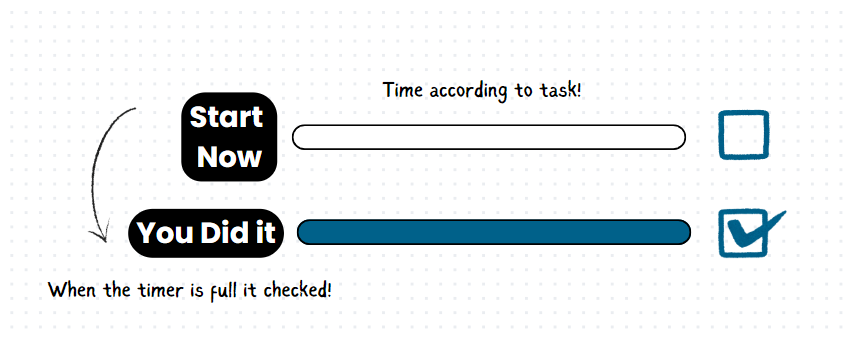 Time according to task!
Start
Now
You Did it
When the timer is full it checked!